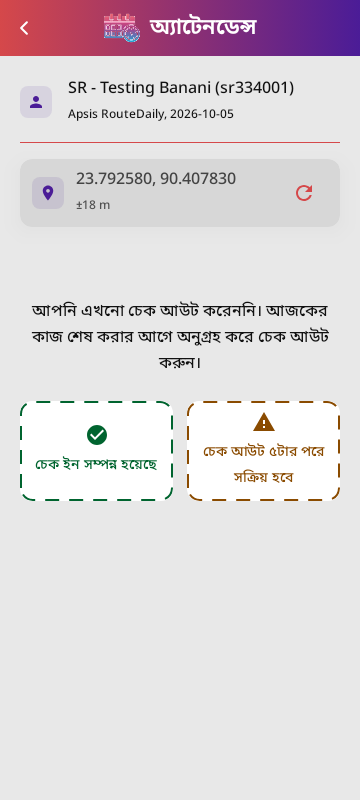 অ্যাটেনডেন্স
SR - Testing Banani (sr334001)
Apsis RouteDaily, 2026-10-05
23.792580, 90.407830
±18 m
আপনি এখনো চেক আউট করেননি। আজকের
কাজ শেষ করার আগে অনুগ্রহ করে চেক আউট
করুন।
চেক ইন সম্পন্ন হয়েছে
চেক আউট ৫টার পরে
সক্রিয় হবে